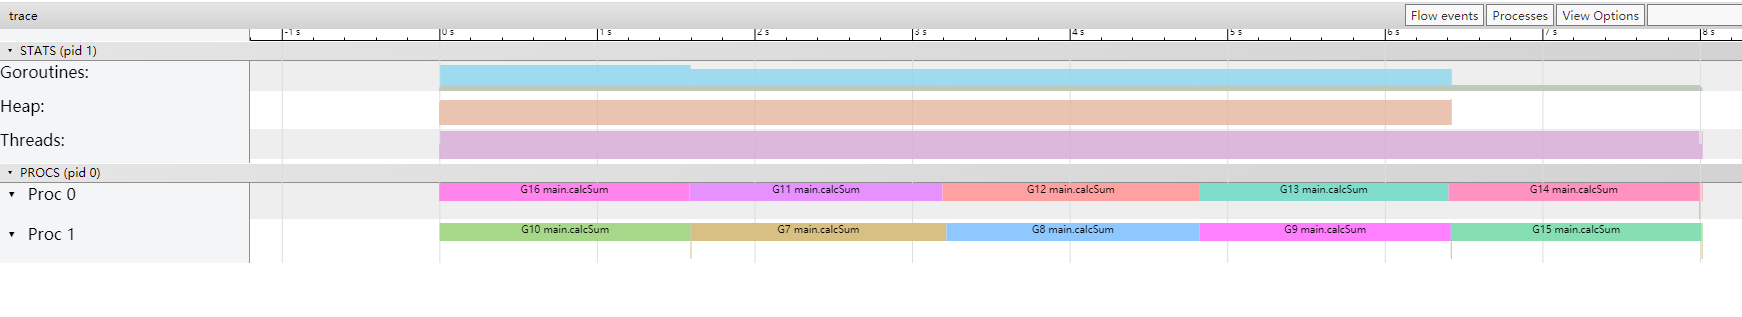 trace
Flow events Processes View Options
-1 s 0 s 1 s 2 s 3 s 4 s 5 s 6 s 7 s 8 s
STATS (pid 1)
Goroutines:
Heap:
Threads:
PROCS (pid 0)
Proc 0 G16 main.calcSum G11 main.calcSum G12 main.calcSum G13 main.calcSum G14 main.calcSum
Proc 1 G10 main.calcSum G7 main.calcSum G8 main.calcSum G9 main.calcSum G15 main.calcSum